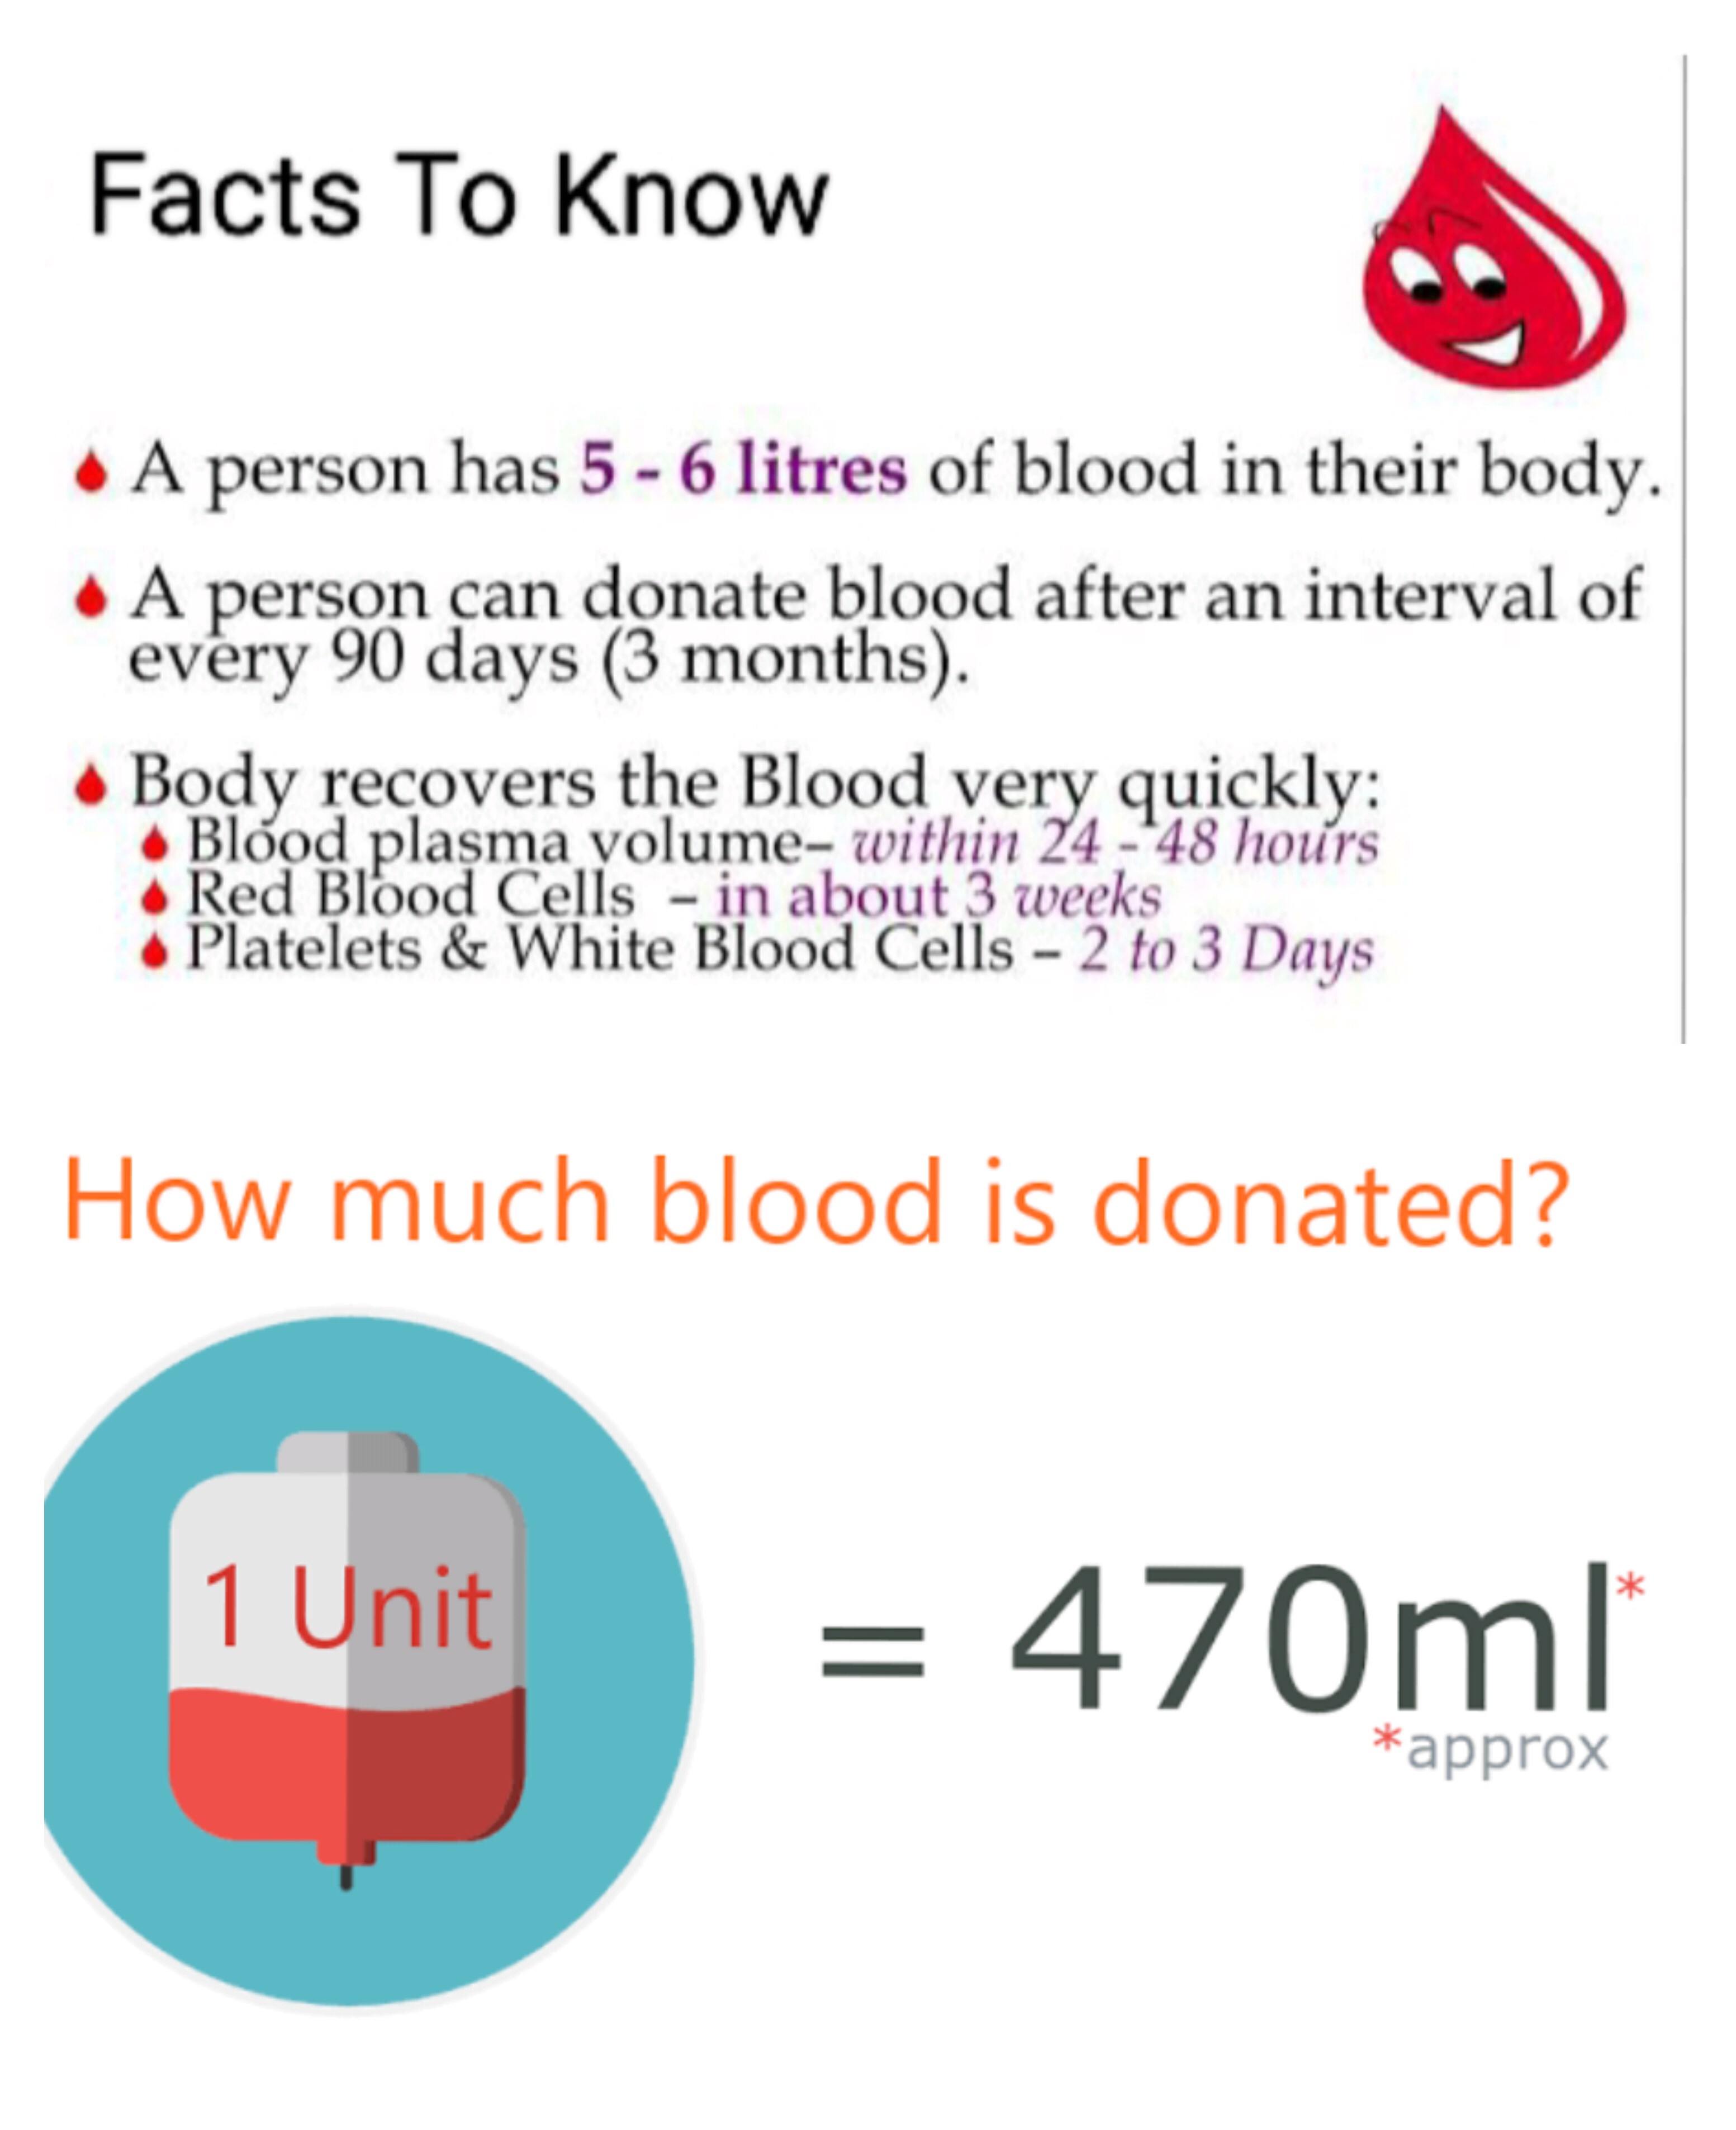 Facts To Know
A person has 5 - 6 litres of blood in their body.
A person can donate blood after an interval of
every 90 days (3 months).
Body recovers the Blood very quickly:
Blood plasma volume– within 24 - 48 hours
Red Blood Cells – in about 3 weeks
Platelets & White Blood Cells – 2 to 3 Days
How much blood is donated?
1 Unit = 470ml*
*approx